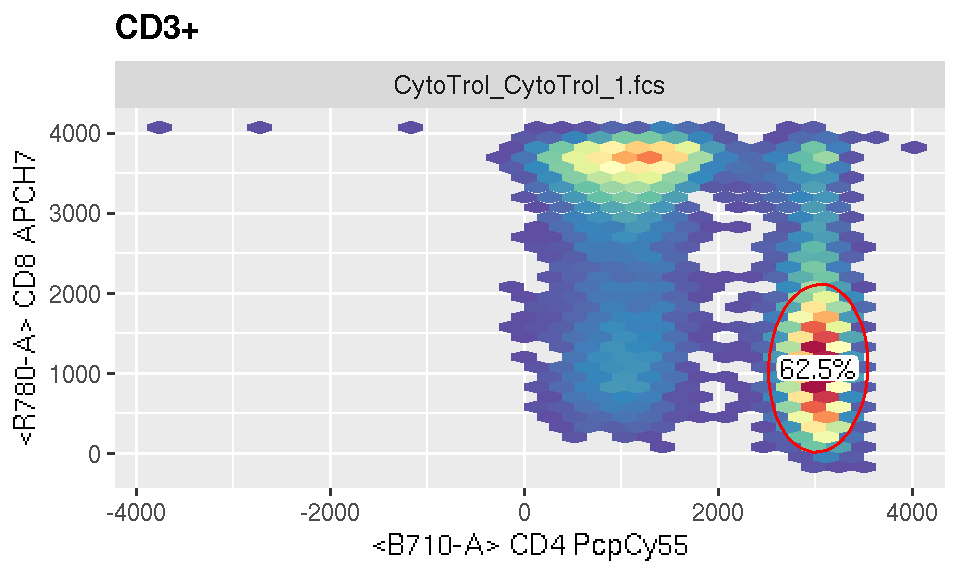 CD3+
CytoTrol_CytoTrol_1.fcs
<R780-A> CD8 APCH7
4000
3000
2000
1000
0
62.5%
-4000 -2000 0 2000 4000
<B710-A> CD4 PcpCy55